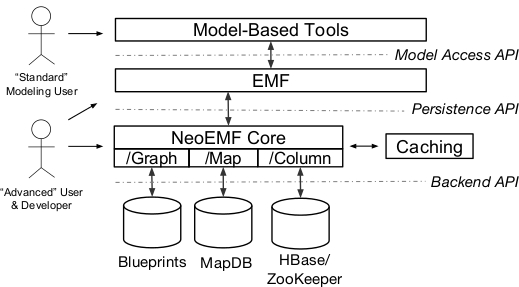 Model-Based Tools
Model Access API
"Standard"
Modeling User
EMF
Persistence API
NeoEMF Core
/Graph
/Map
/Column
Caching
"Advanced" User
& Developer
Backend API
Blueprints
MapDB
HBase/
ZooKeeper